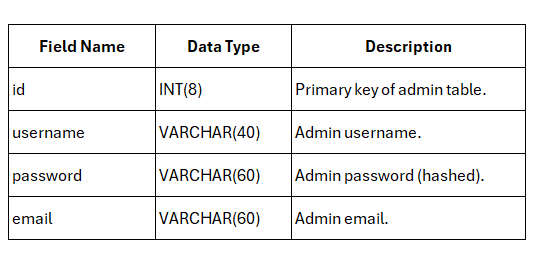 Field Name Data Type Description
id INT(8) Primary key of admin table.
username VARCHAR(40) Admin username.
password VARCHAR(60) Admin password (hashed).
email VARCHAR(60) Admin email.